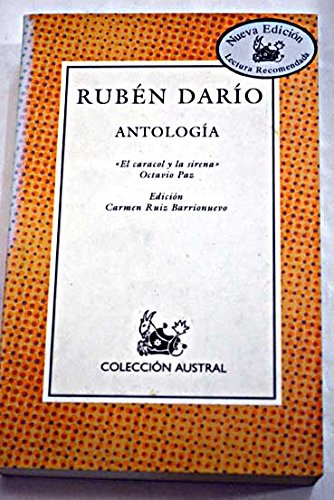 Nueva Edición
Lectura Recomendada
RUBÉN DARÍO
ANTOLOGÍA
«El caracol y la sirena»
Octavio Paz
Edición
Carmen Ruiz Barrionuevo
COLECCIÓN AUSTRAL